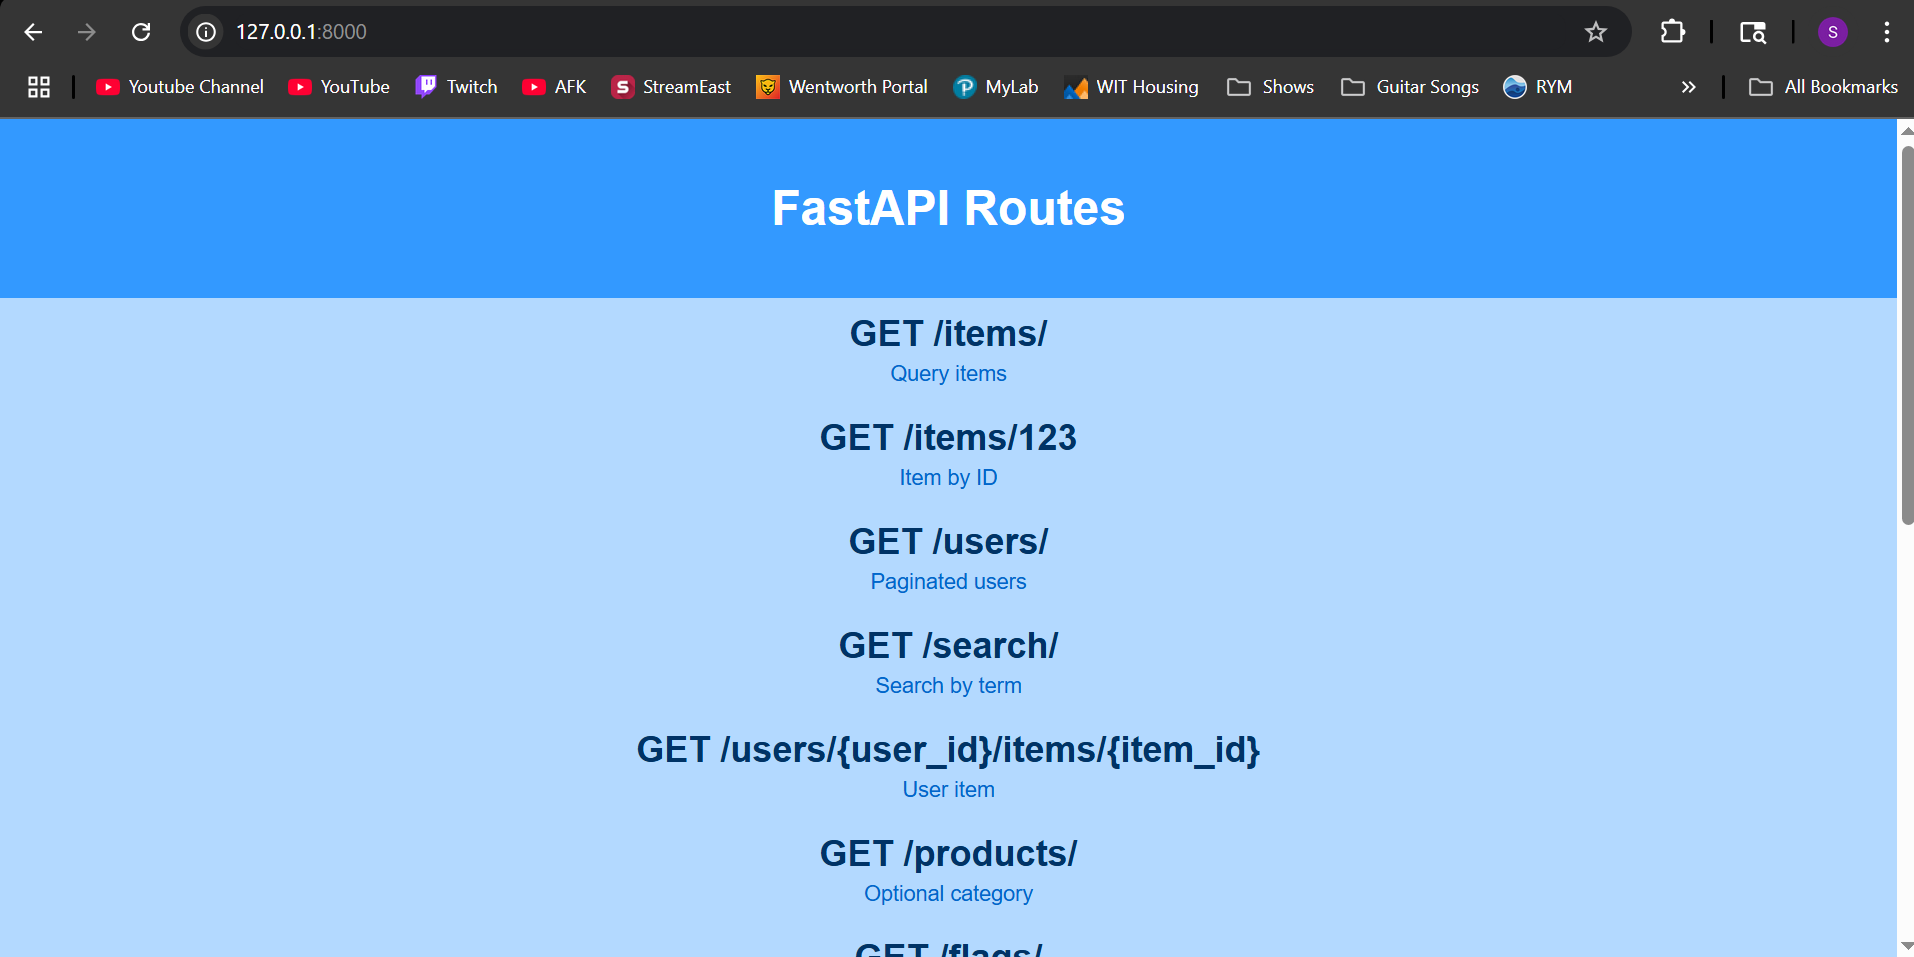 127.0.0.1:8000
S
Youtube Channel YouTube Twitch AFK StreamEast Wentworth Portal MyLab WIT Housing Shows Guitar Songs RYM » All Bookmarks
FastAPI Routes
GET /items/
Query items
GET /items/123
Item by ID
GET /users/
Paginated users
GET /search/
Search by term
GET /users/{user_id}/items/{item_id}
User item
GET /products/
Optional category
GET /flags/